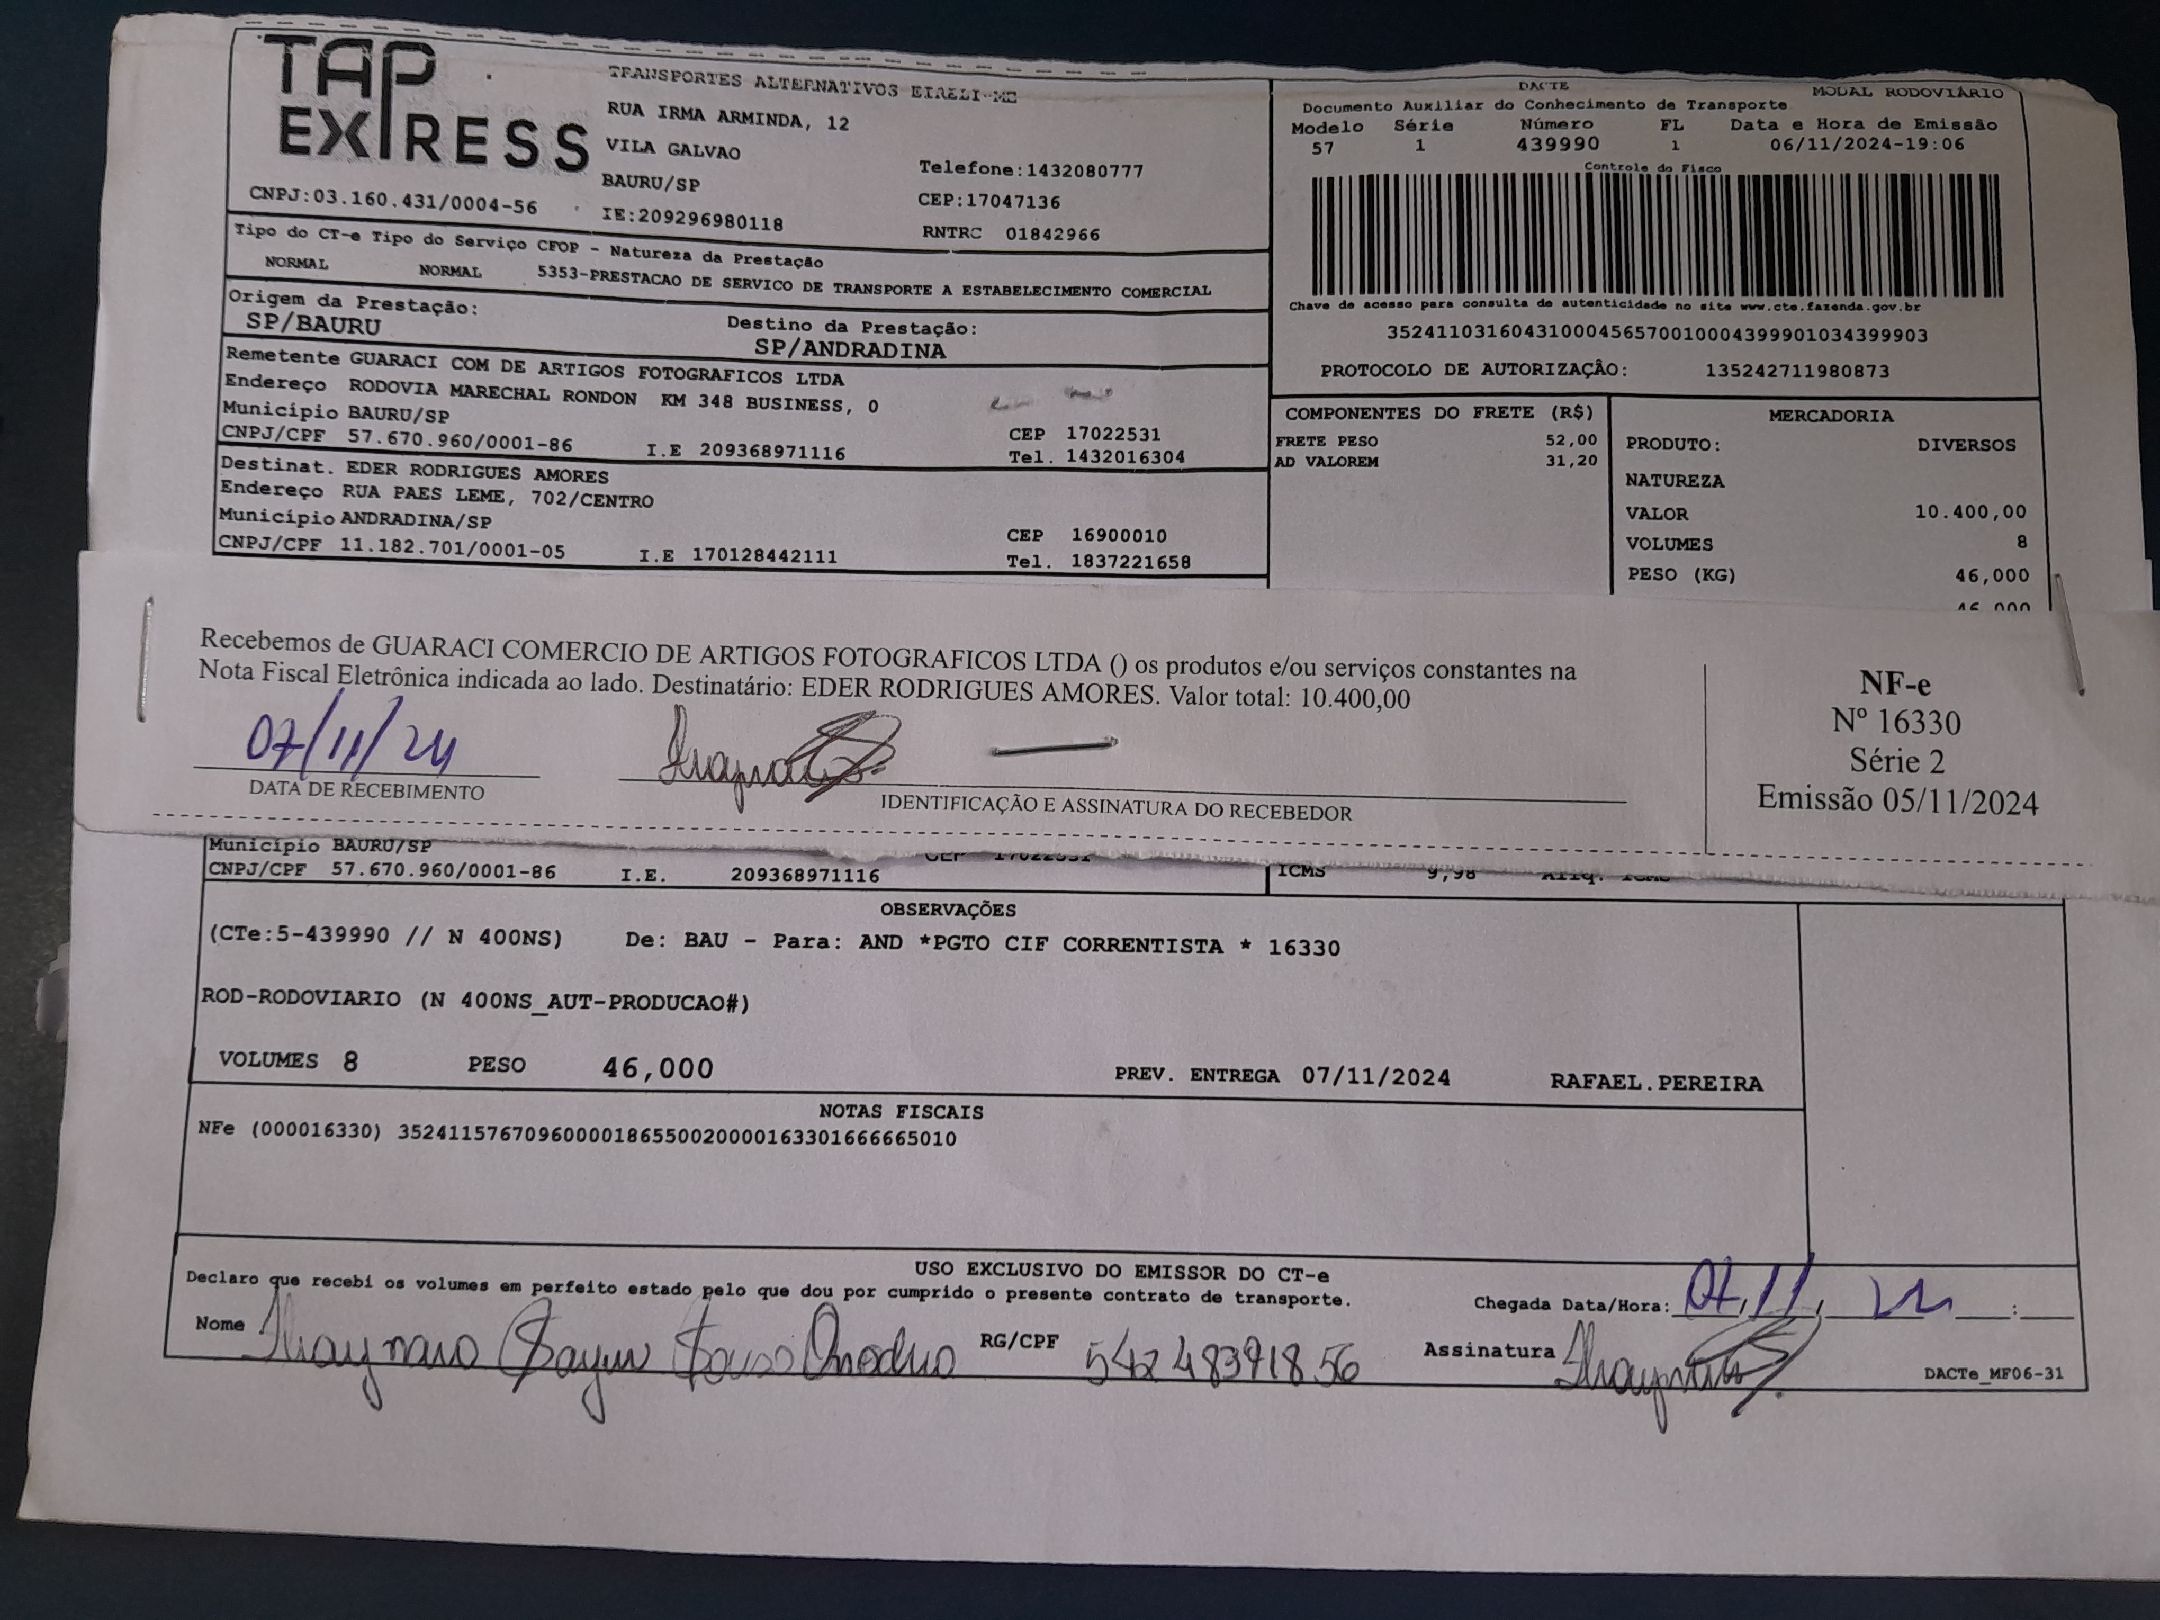 TAP EXPRESS
TRANSPORTES ALTERNATIVOS EIRELI-ME
RUA IRMA ARMINDA, 12
VILA GALVAO
BAURU/SP
Telefone:1432080777
CEP:17047136
CNPJ:03.160.431/0004-56
IE:209296980118
RNTRC 01842966
DACTE
MODAL RODOVIÁRIO
Documento Auxiliar do Conhecimento de Transporte
Modelo Série Número FL Data e Hora de Emissão
57 1 439990 1 06/11/2024-19:06
Controle do Fisco
Chave de acesso para consulta de autenticidade no site www.cte.fazenda.gov.br
35241103160431000456570010004399901034399903
PROTOCOLO DE AUTORIZAÇÃO: 135242711980873
Tipo do CT-e Tipo do Serviço CFOP - Natureza da Prestação
NORMAL NORMAL 5353-PRESTACAO DE SERVICO DE TRANSPORTE A ESTABELECIMENTO COMERCIAL
Origem da Prestação:
SP/BAURU
Destino da Prestação:
SP/ANDRADINA
Remetente GUARACI COM DE ARTIGOS FOTOGRAFICOS LTDA
Endereço RODOVIA MARECHAL RONDON KM 348 BUSINESS, 0
Município BAURU/SP
CEP 17022531
CNPJ/CPF 57.670.960/0001-86 I.E 209368971116 Tel. 1432016304
Destinat. EDER RODRIGUES AMORES
Endereço RUA PAES LEME, 702/CENTRO
Município ANDRADINA/SP
CEP 16900010
CNPJ/CPF 11.182.701/0001-05 I.E 170128442111 Tel. 1837221658
COMPONENTES DO FRETE (R$)
FRETE PESO 52,00
AD VALOREM 31,20
MERCADORIA
PRODUTO: DIVERSOS
NATUREZA
VALOR 10.400,00
VOLUMES 8
PESO (KG) 46,000
46,000
Recebemos de GUARACI COMERCIO DE ARTIGOS FOTOGRAFICOS LTDA () os produtos e/ou serviços constantes na
Nota Fiscal Eletrônica indicada ao lado. Destinatário: EDER RODRIGUES AMORES. Valor total: 10.400,00
07/11/24
DATA DE RECEBIMENTO
IDENTIFICAÇÃO E ASSINATURA DO RECEBEDOR
NF-e
Nº 16330
Série 2
Emissão 05/11/2024
Município BAURU/SP
CEP 17022531
CNPJ/CPF 57.670.960/0001-86 I.E. 209368971116
ICMS 9,98 Aliq. ICMS
OBSERVAÇÕES
(CTe:5-439990 // N 400NS) De: BAU - Para: AND *PGTO CIF CORRENTISTA * 16330
ROD-RODOVIARIO (N 400NS_AUT-PRODUCAO#)
VOLUMES 8 PESO 46,000 PREV. ENTREGA 07/11/2024 RAFAEL.PEREIRA
NOTAS FISCAIS
NFe (000016330) 35241157670960000186550020000163301666665010
USO EXCLUSIVO DO EMISSOR DO CT-e
Declaro que recebi os volumes em perfeito estado pelo que dou por cumprido o presente contrato de transporte.
Chegada Data/Hora: 07, 11, 24 :
Nome RG/CPF 542 48391856 Assinatura
DACTe_MF06-31